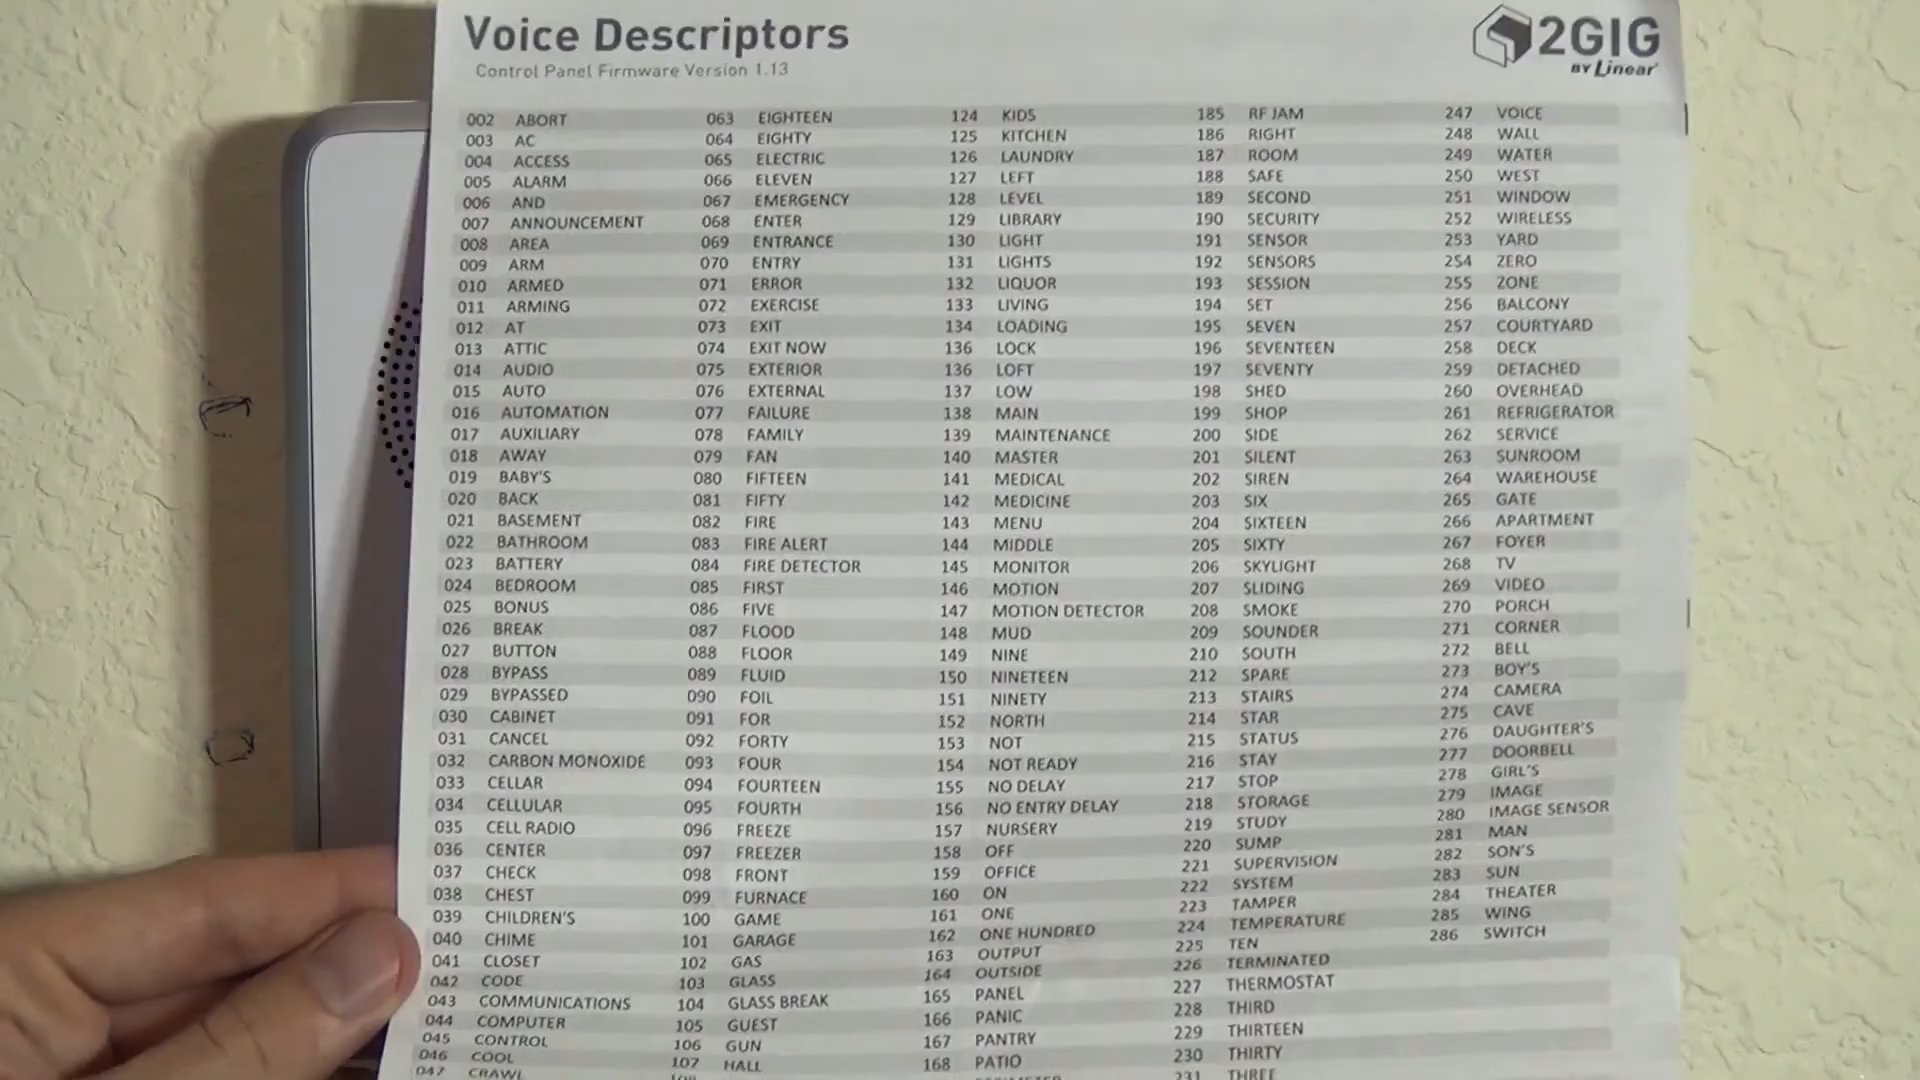 Voice Descriptors
Control Panel Firmware Version 1.13
2GIG
BY Linear
002 ABORT
003 AC
004 ACCESS
005 ALARM
006 AND
007 ANNOUNCEMENT
008 AREA
009 ARM
010 ARMED
011 ARMING
012 AT
013 ATTIC
014 AUDIO
015 AUTO
016 AUTOMATION
017 AUXILIARY
018 AWAY
019 BABY'S
020 BACK
021 BASEMENT
022 BATHROOM
023 BATTERY
024 BEDROOM
025 BONUS
026 BREAK
027 BUTTON
028 BYPASS
029 BYPASSED
030 CABINET
031 CANCEL
032 CARBON MONOXIDE
033 CELLAR
034 CELLULAR
035 CELL RADIO
036 CENTER
037 CHECK
038 CHEST
039 CHILDREN'S
040 CHIME
041 CLOSET
042 CODE
043 COMMUNICATIONS
044 COMPUTER
045 CONTROL
046 COOL
047 CRAWL
063 EIGHTEEN
064 EIGHTY
065 ELECTRIC
066 ELEVEN
067 EMERGENCY
068 ENTER
069 ENTRANCE
070 ENTRY
071 ERROR
072 EXERCISE
073 EXIT
074 EXIT NOW
075 EXTERIOR
076 EXTERNAL
077 FAILURE
078 FAMILY
079 FAN
080 FIFTEEN
081 FIFTY
082 FIRE
083 FIRE ALERT
084 FIRE DETECTOR
085 FIRST
086 FIVE
087 FLOOD
088 FLOOR
089 FLUID
090 FOIL
091 FOR
092 FORTY
093 FOUR
094 FOURTEEN
095 FOURTH
096 FREEZE
097 FREEZER
098 FRONT
099 FURNACE
100 GAME
101 GARAGE
102 GAS
103 GLASS
104 GLASS BREAK
105 GUEST
106 GUN
107 HALL
124 KIDS
125 KITCHEN
126 LAUNDRY
127 LEFT
128 LEVEL
129 LIBRARY
130 LIGHT
131 LIGHTS
132 LIQUOR
133 LIVING
134 LOADING
136 LOCK
136 LOFT
137 LOW
138 MAIN
139 MAINTENANCE
140 MASTER
141 MEDICAL
142 MEDICINE
143 MENU
144 MIDDLE
145 MONITOR
146 MOTION
147 MOTION DETECTOR
148 MUD
149 NINE
150 NINETEEN
151 NINETY
152 NORTH
153 NOT
154 NOT READY
155 NO DELAY
156 NO ENTRY DELAY
157 NURSERY
158 OFF
159 OFFICE
160 ON
161 ONE
162 ONE HUNDRED
163 OUTPUT
164 OUTSIDE
165 PANEL
166 PANIC
167 PANTRY
168 PATIO
185 RF JAM
186 RIGHT
187 ROOM
188 SAFE
189 SECOND
190 SECURITY
191 SENSOR
192 SENSORS
193 SESSION
194 SET
195 SEVEN
196 SEVENTEEN
197 SEVENTY
198 SHED
199 SHOP
200 SIDE
201 SILENT
202 SIREN
203 SIX
204 SIXTEEN
205 SIXTY
206 SKYLIGHT
207 SLIDING
208 SMOKE
209 SOUNDER
210 SOUTH
212 SPARE
213 STAIRS
214 STAR
215 STATUS
216 STAY
217 STOP
218 STORAGE
219 STUDY
220 SUMP
221 SUPERVISION
222 SYSTEM
223 TAMPER
224 TEMPERATURE
225 TEN
226 TERMINATED
227 THERMOSTAT
228 THIRD
229 THIRTEEN
230 THIRTY
231 THREE
247 VOICE
248 WALL
249 WATER
250 WEST
251 WINDOW
252 WIRELESS
253 YARD
254 ZERO
255 ZONE
256 BALCONY
257 COURTYARD
258 DECK
259 DETACHED
260 OVERHEAD
261 REFRIGERATOR
262 SERVICE
263 SUNROOM
264 WAREHOUSE
265 GATE
266 APARTMENT
267 FOYER
268 TV
269 VIDEO
270 PORCH
271 CORNER
272 BELL
273 BOY'S
274 CAMERA
275 CAVE
276 DAUGHTER'S
277 DOORBELL
278 GIRL'S
279 IMAGE
280 IMAGE SENSOR
281 MAN
282 SON'S
283 SUN
284 THEATER
285 WING
286 SWITCH